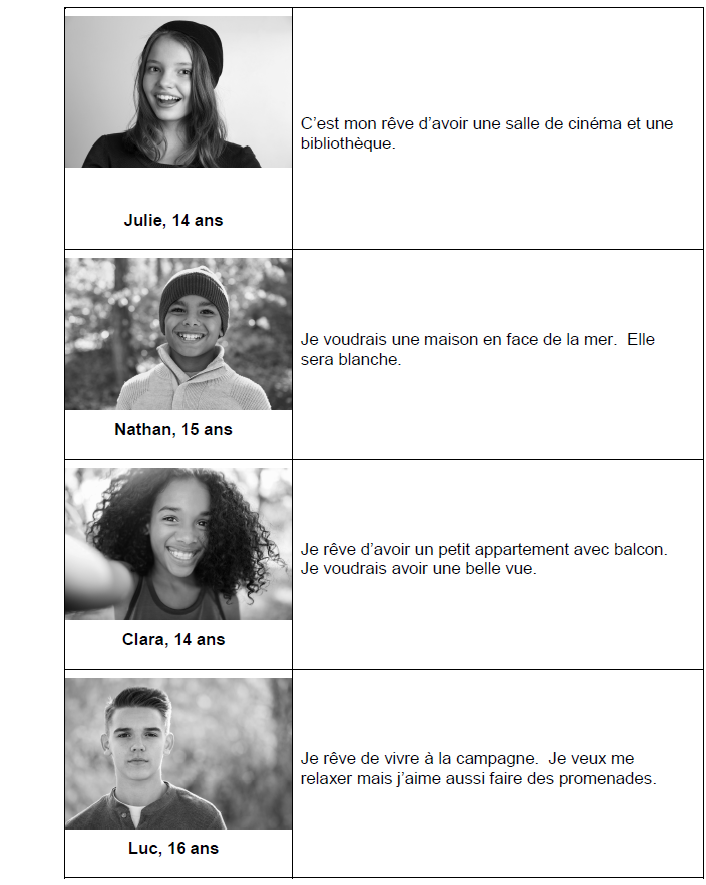 C’est mon rêve d’avoir une salle de cinéma et une
bibliothèque.
Julie, 14 ans
Je voudrais une maison en face de la mer.  Elle
sera blanche.
Nathan, 15 ans
Je rêve d’avoir un petit appartement avec balcon.
Je voudrais avoir une belle vue.
Clara, 14 ans
Je rêve de vivre à la campagne.  Je veux me
relaxer mais j’aime aussi faire des promenades.
Luc, 16 ans